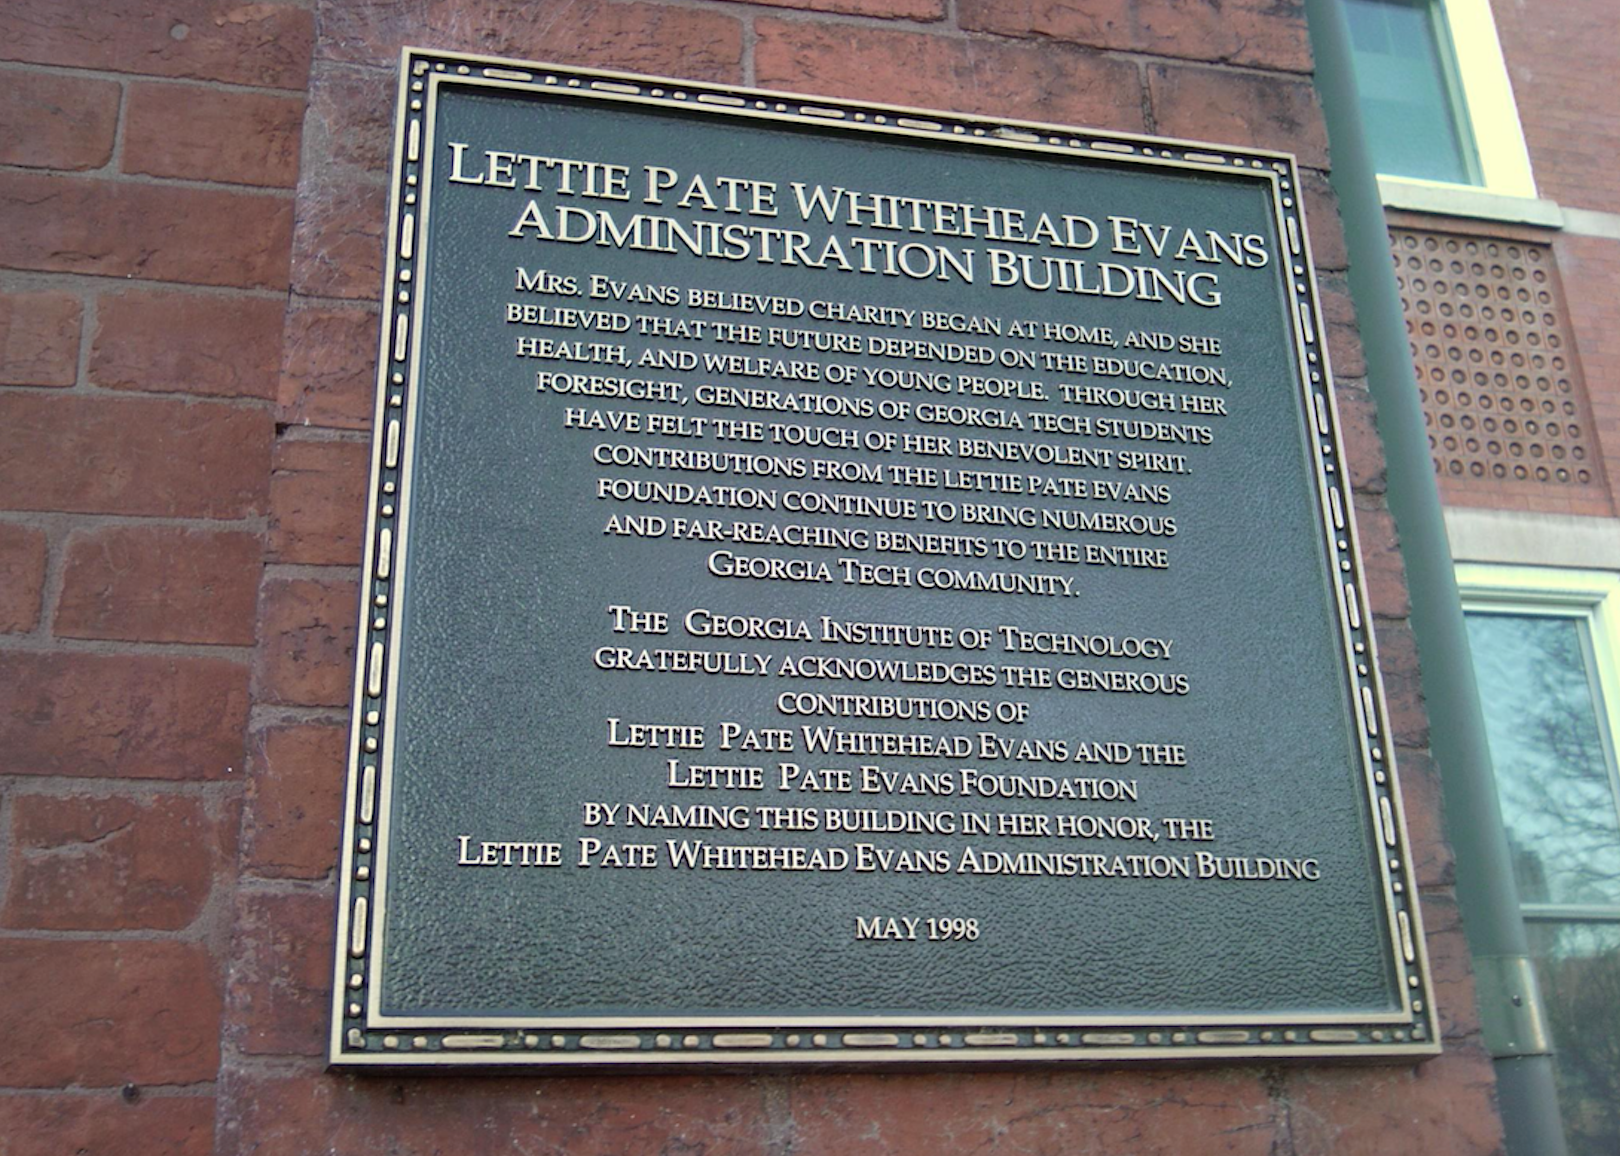 LETTIE PATE WHITEHEAD EVANS
ADMINISTRATION BUILDING
MRS. EVANS BELIEVED CHARITY BEGAN AT HOME, AND SHE
BELIEVED THAT THE FUTURE DEPENDED ON THE EDUCATION,
HEALTH, AND WELFARE OF YOUNG PEOPLE. THROUGH HER
FORESIGHT, GENERATIONS OF GEORGIA TECH STUDENTS
HAVE FELT THE TOUCH OF HER BENEVOLENT SPIRIT.
CONTRIBUTIONS FROM THE LETTIE PATE EVANS
FOUNDATION CONTINUE TO BRING NUMEROUS
AND FAR-REACHING BENEFITS TO THE ENTIRE
GEORGIA TECH COMMUNITY.
THE GEORGIA INSTITUTE OF TECHNOLOGY
GRATEFULLY ACKNOWLEDGES THE GENEROUS
CONTRIBUTIONS OF
LETTIE PATE WHITEHEAD EVANS AND THE
LETTIE PATE EVANS FOUNDATION
BY NAMING THIS BUILDING IN HER HONOR, THE
LETTIE PATE WHITEHEAD EVANS ADMINISTRATION BUILDING
MAY 1998